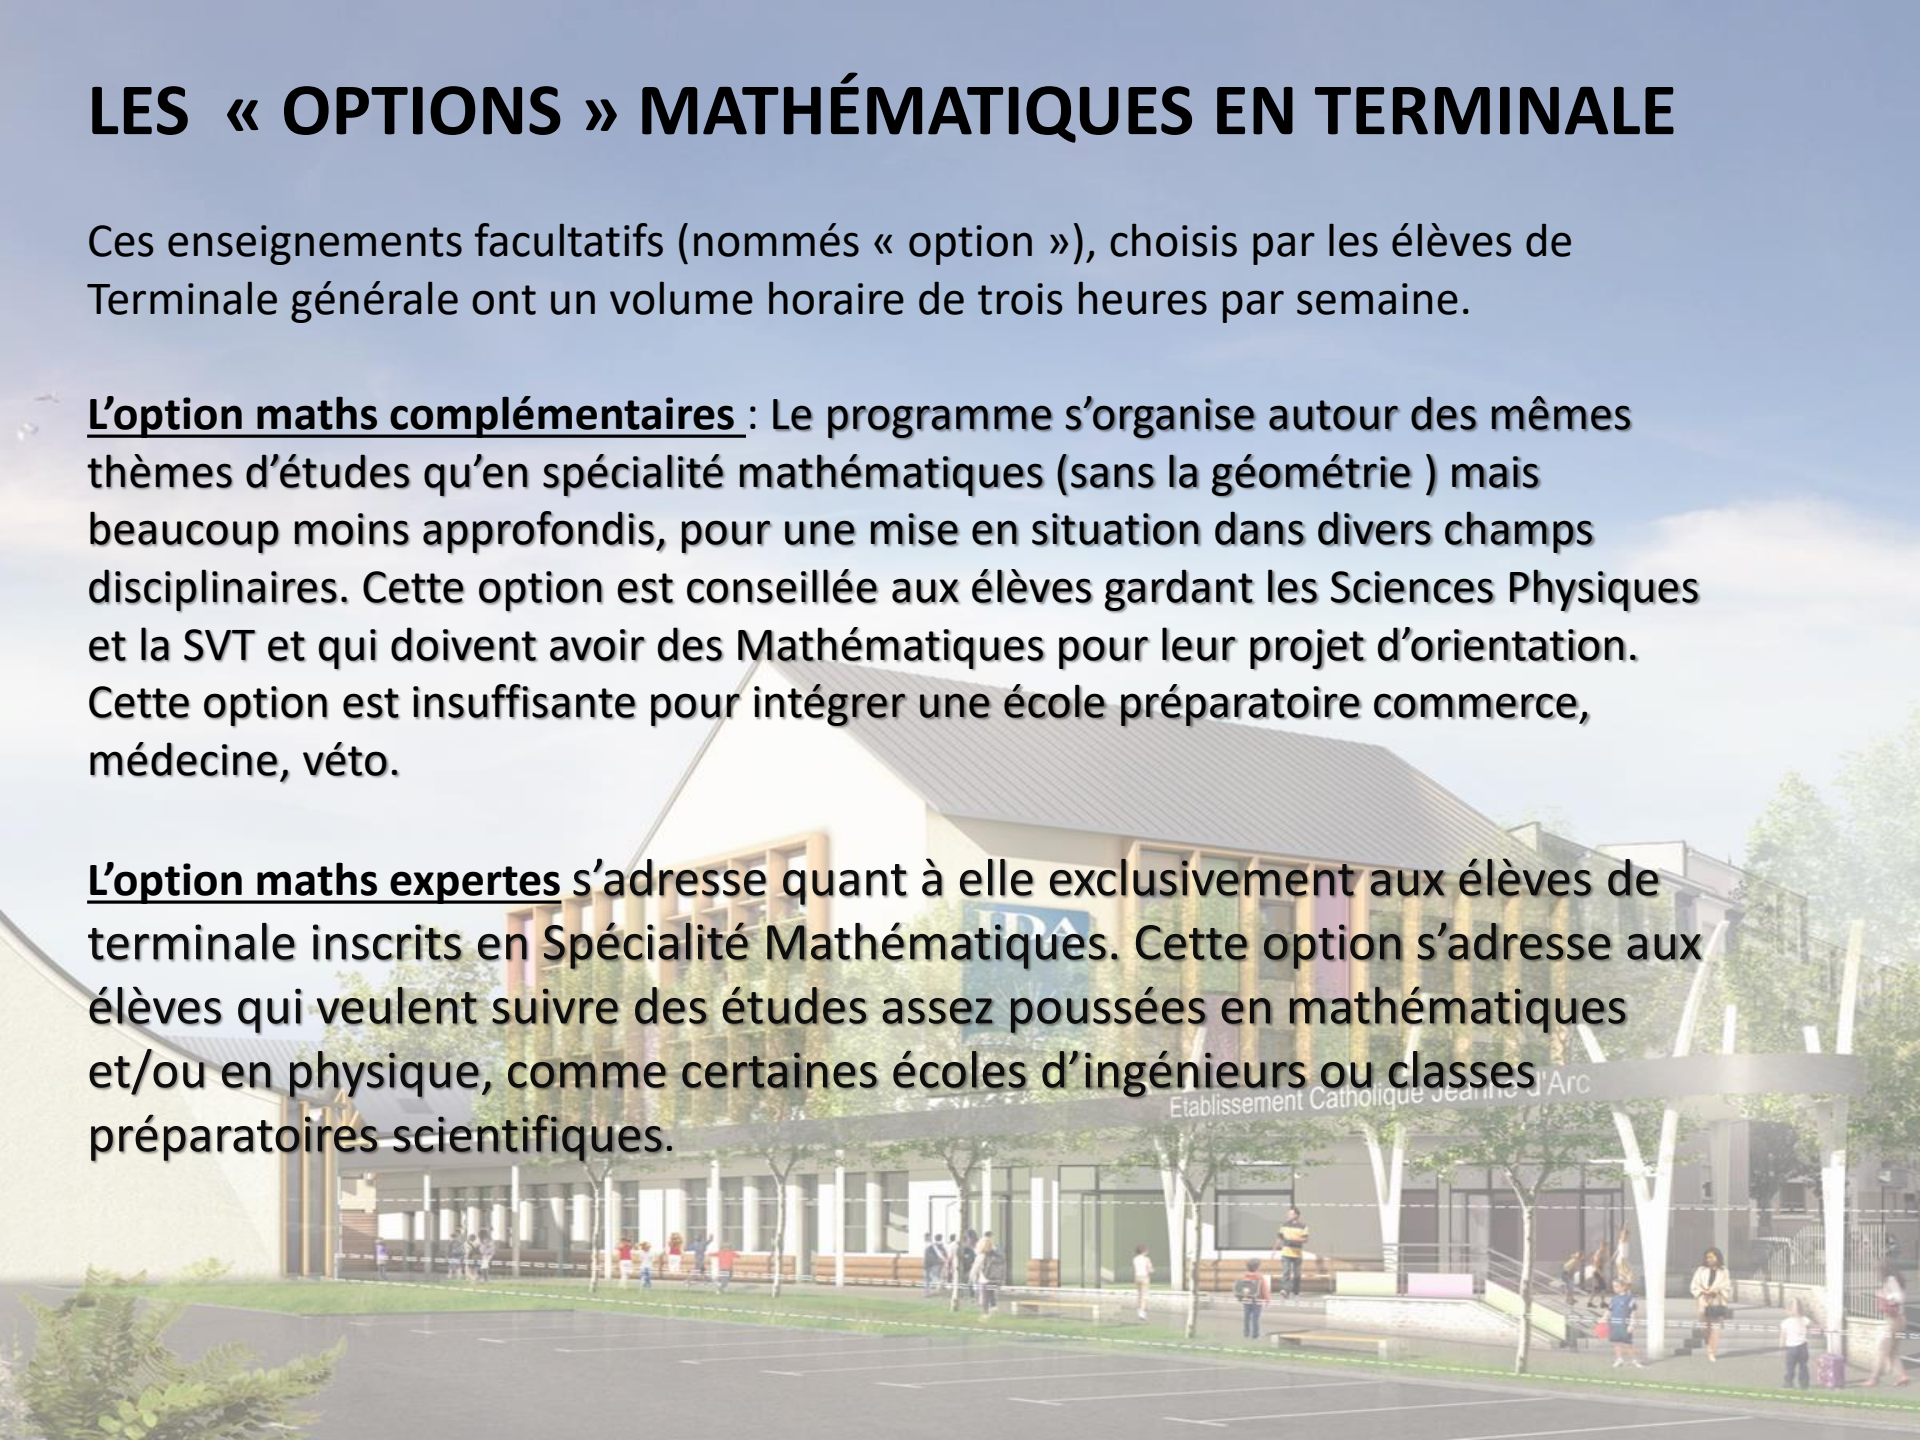 LES « OPTIONS » MATHÉMATIQUES EN TERMINALE
Ces enseignements facultatifs (nommés « option »), choisis par les élèves de
Terminale générale ont un volume horaire de trois heures par semaine.
L’option maths complémentaires : Le programme s’organise autour des mêmes
thèmes d’études qu’en spécialité mathématiques (sans la géométrie ) mais
beaucoup moins approfondis, pour une mise en situation dans divers champs
disciplinaires. Cette option est conseillée aux élèves gardant les Sciences Physiques
et la SVT et qui doivent avoir des Mathématiques pour leur projet d’orientation.
Cette option est insuffisante pour intégrer une école préparatoire commerce,
médecine, véto.
L’option maths expertes s’adresse quant à elle exclusivement aux élèves de
terminale inscrits en Spécialité Mathématiques. Cette option s’adresse aux
élèves qui veulent suivre des études assez poussées en mathématiques
et/ou en physique, comme certaines écoles d’ingénieurs ou classes
préparatoires scientifiques.
JDA
Etablissement Catholique Jeanne d'Arc